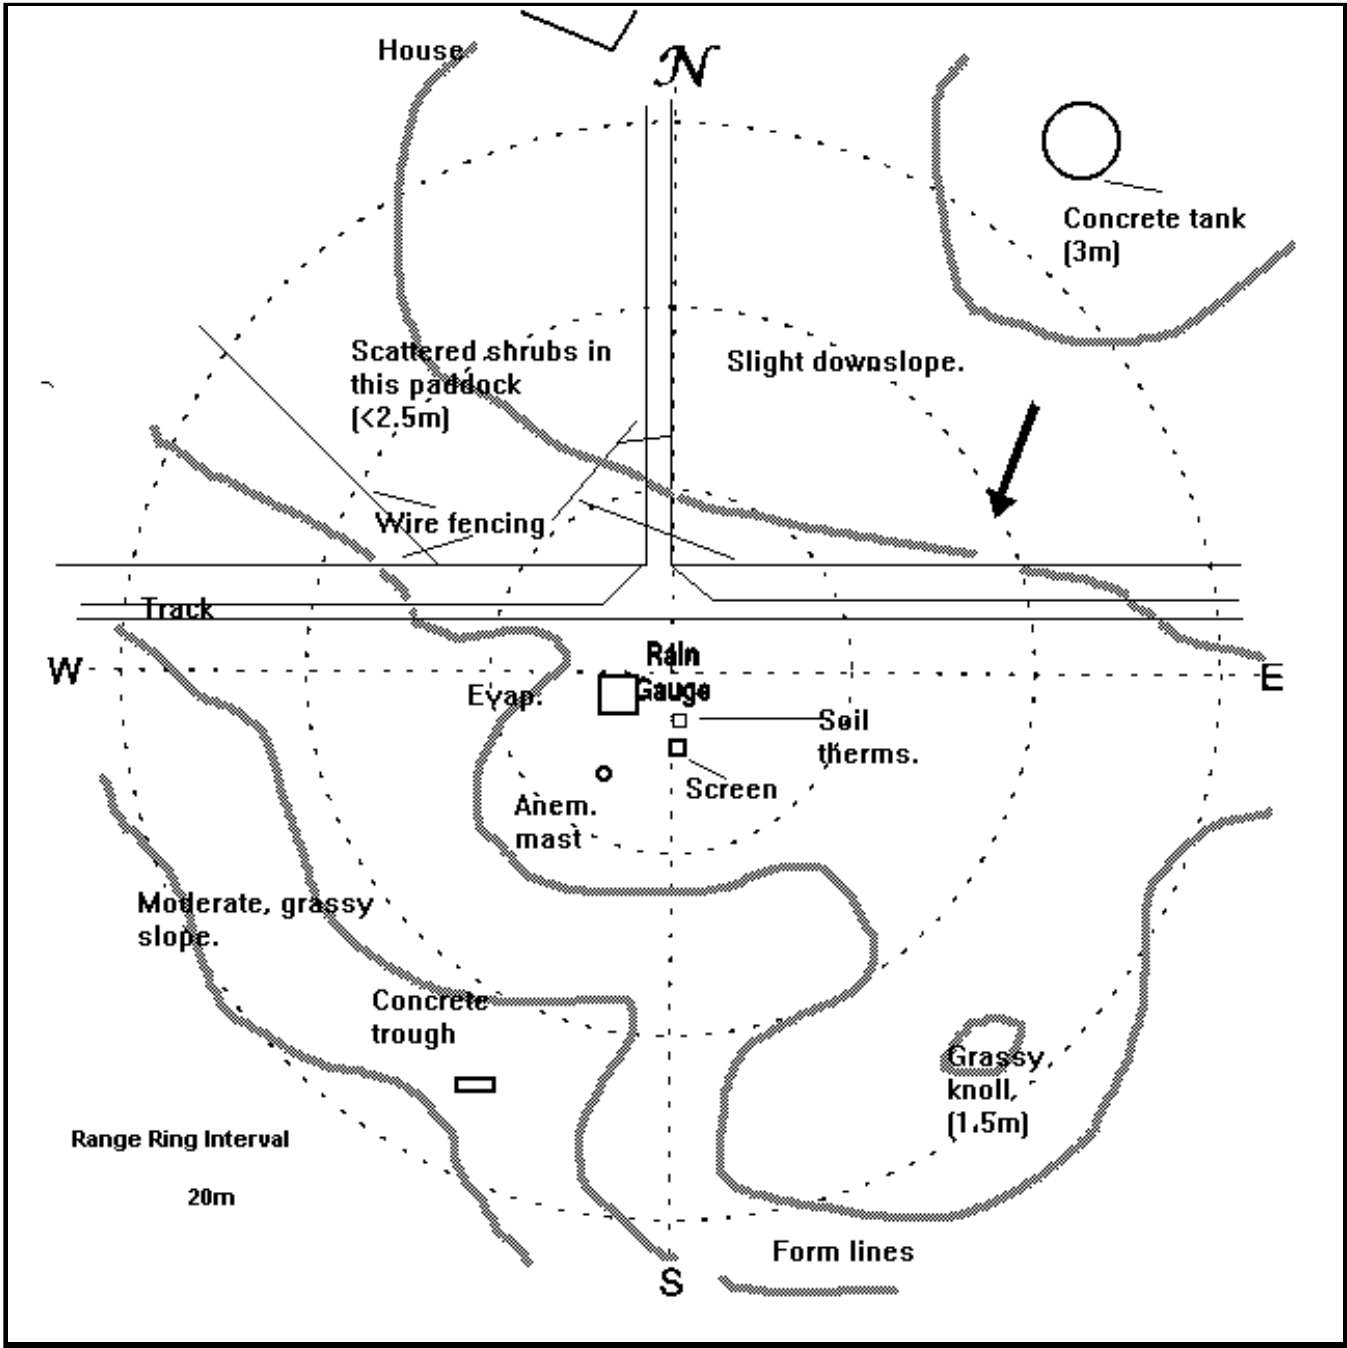 House
N
Concrete tank
(3m)
Scattered shrubs in
this paddock
(<2.5m)
Slight downslope.
Wire fencing
Track
W
E
Rain
Gauge
Evap.
Soil
therms.
Screen
Anem.
mast
Moderate, grassy
slope.
Concrete
trough
Grassy
knoll,
(1.5m)
Range Ring Interval
20m
Form lines
S